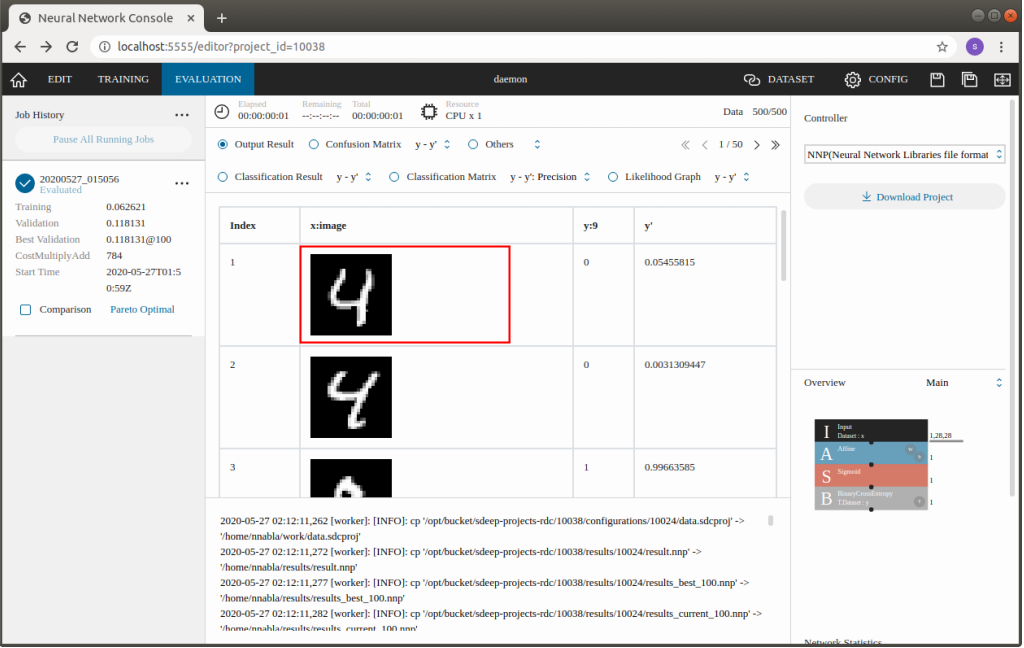 Neural Network Console
localhost:5555/editor?project_id=10038
S
EDIT TRAINING EVALUATION daemon DATASET CONFIG
Job History
Pause All Running Jobs
20200527_015056
Evaluated
Training 0.062621
Validation 0.118131
Best Validation 0.118131@100
CostMultiplyAdd 784
Start Time 2020-05-27T01:5
0:59Z
Comparison Pareto Optimal
Elapsed Remaining Total Resource
00:00:00:01 --:--:--:-- 00:00:00:01 CPU x 1 Data 500/500
Output Result Confusion Matrix y - y' Others 1 / 50
Classification Result y - y' Classification Matrix y - y': Precision Likelihood Graph y - y'
Index x:image y:9 y'
1 4 0 0.05455815
2 4 0 0.0031309447
3 1 0.99663585
2020-05-27 02:12:11,262 [worker]: [INFO]: cp '/opt/bucket/sdeep-projects-rdc/10038/configurations/10024/data.sdcproj' ->
'/home/nnabla/work/data.sdcproj'
2020-05-27 02:12:11,272 [worker]: [INFO]: cp '/opt/bucket/sdeep-projects-rdc/10038/results/10024/result.nnp' ->
'/home/nnabla/results/result.nnp'
2020-05-27 02:12:11,277 [worker]: [INFO]: cp '/opt/bucket/sdeep-projects-rdc/10038/results/10024/results_best_100.nnp' ->
'/home/nnabla/results/results_best_100.nnp'
2020-05-27 02:12:11,282 [worker]: [INFO]: cp '/opt/bucket/sdeep-projects-rdc/10038/results/10024/results_current_100.nnp' ->
'/home/nnabla/results/results_current_100.nnp'
Controller
NNP(Neural Network Libraries file format
Download Project
Overview Main
I Input
Dataset : x 1,28,28
A Affine W b 1
S Sigmoid 1
B BinaryCrossEntropy
T.Dataset : y T 1
Network Statistics